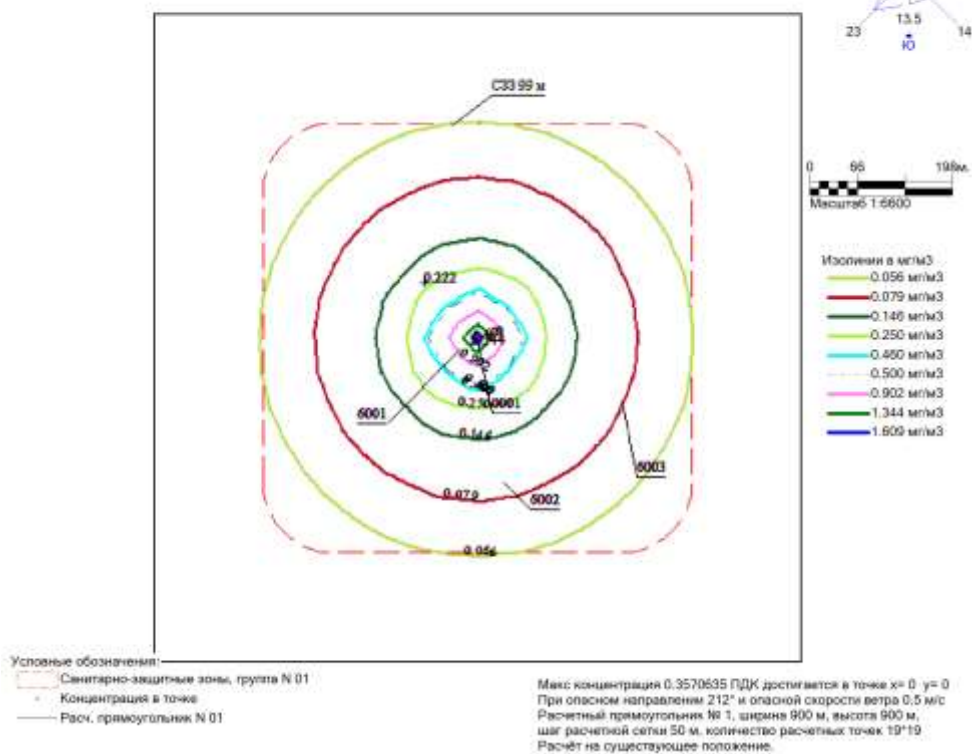 23
13.5
14
Ю
СЗЗ 99 м
0 66 198м.
Масштаб 1:6600
Изолинии в мг/м3
0.056 мг/м3
0.079 мг/м3
0.146 мг/м3
0.250 мг/м3
0.460 мг/м3
0.500 мг/м3
0.902 мг/м3
1.344 мг/м3
1.609 мг/м3
0.222
6001
0001
0.146
6003
0.079
6002
0.056
Условные обозначения:
Санитарно-защитные зоны, группа N 01
Концентрация в точке
Расч. прямоугольник N 01
Макс концентрация 0.3570635 ПДК достигается в точке x= 0 y= 0
При опасном направлении 212° и опасной скорости ветра 0.5 м/с
Расчетный прямоугольник № 1, ширина 900 м, высота 900 м,
шаг расчетной сетки 50 м, количество расчетных точек 19*19
Расчёт на существующее положение.